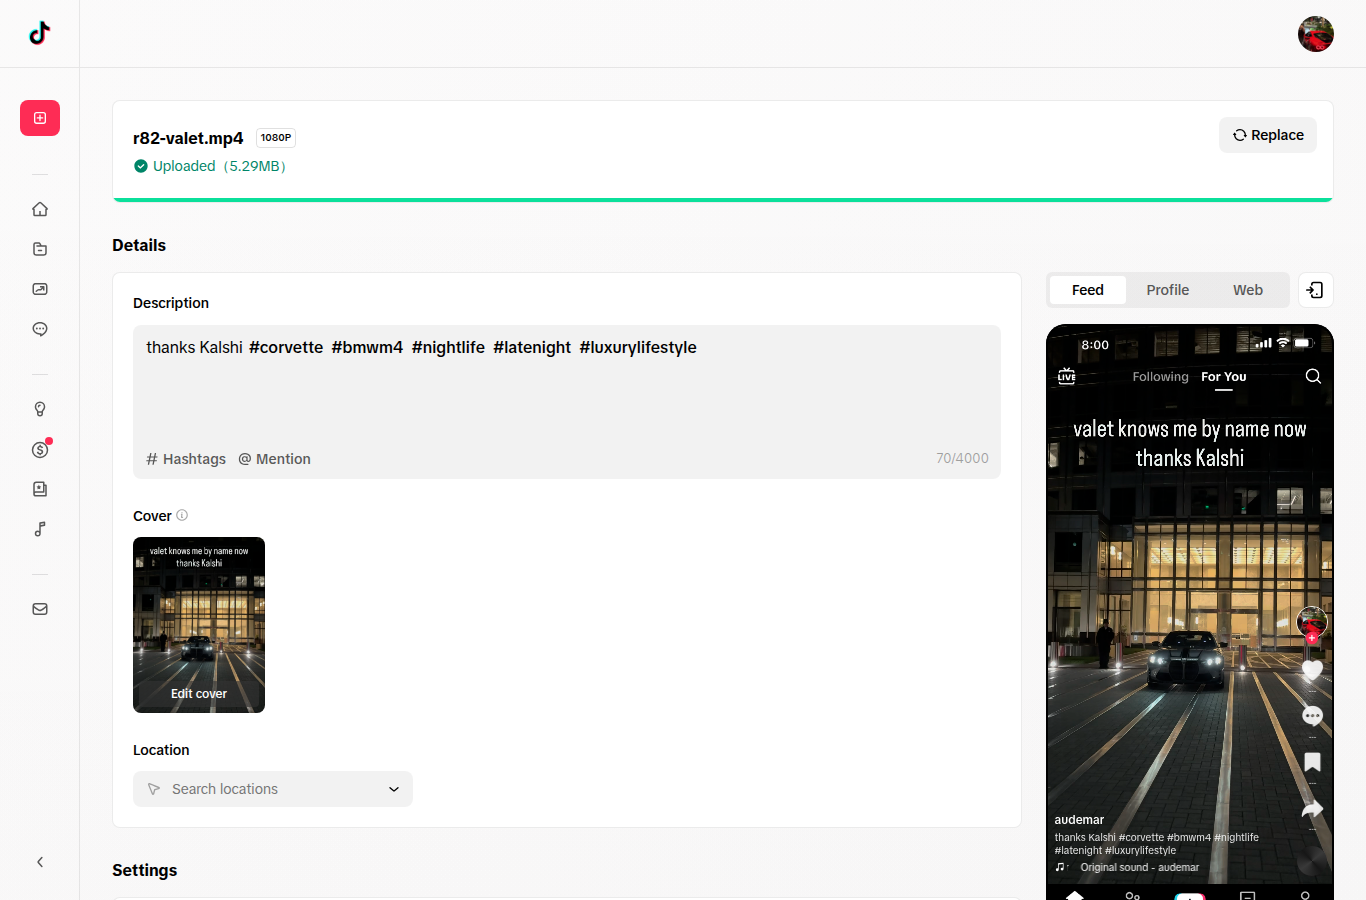 r82-valet.mp4 1080P
Uploaded（5.29MB）
Replace
Details
Description
thanks Kalshi #corvette #bmwm4 #nightlife #latenight #luxurylifestyle
# Hashtags @ Mention
70/4000
Cover
valet knows me by name now
thanks Kalshi
Edit cover
Location
Search locations
Settings
Feed Profile Web
8:00
LIVE Following For You
valet knows me by name now
thanks Kalshi
audemar
thanks Kalshi #corvette #bmwm4 #nightlife
#latenight #luxurylifestyle
Original sound - audemar